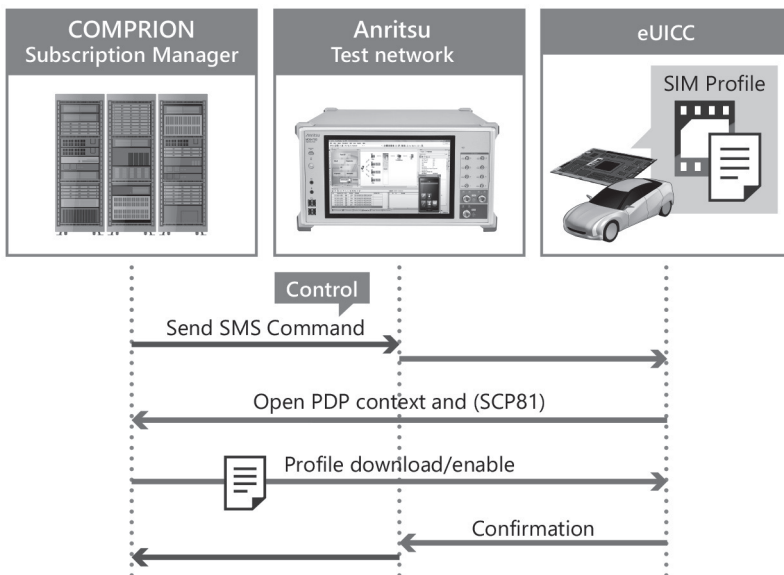 COMPRION
Subscription Manager
Anritsu
Test network
eUICC
SIM Profile
Control
Send SMS Command
Open PDP context and (SCP81)
Profile download/enable
Confirmation